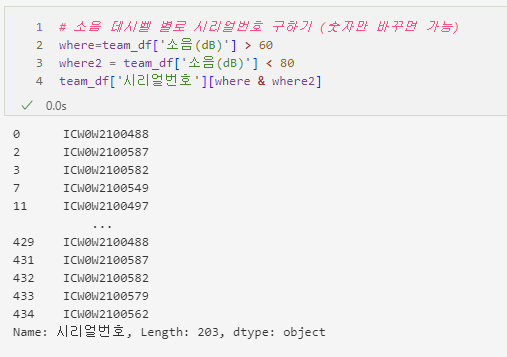 1 # 소음 데시벨 별로 시리얼번호 구하기 (숫자만 바꾸면 가능)
2 where=team_df['소음(dB)'] > 60
3 where2 = team_df['소음(dB)'] < 80
4 team_df['시리얼번호'][where & where2]
✓ 0.0s
0 ICW0W2100488
2 ICW0W2100587
3 ICW0W2100582
7 ICW0W2100549
11 ICW0W2100497
...
429 ICW0W2100488
431 ICW0W2100587
432 ICW0W2100582
433 ICW0W2100579
434 ICW0W2100562
Name: 시리얼번호, Length: 203, dtype: object